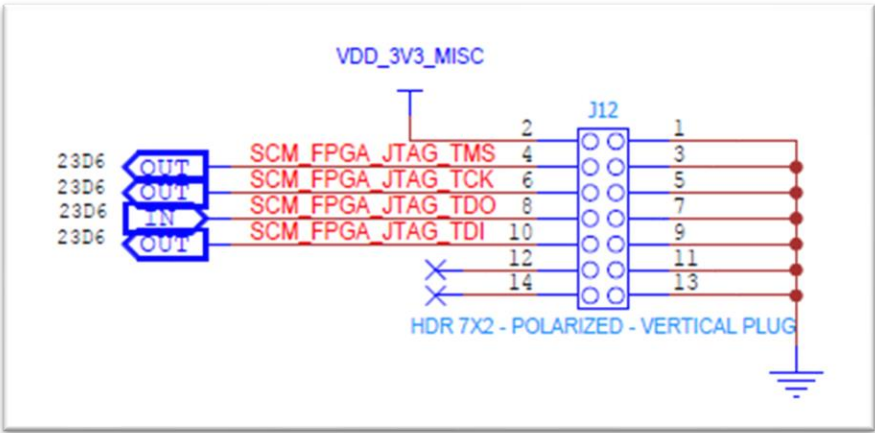 VDD_3V3_MISC
J12
2 1
23D6 OUT SCM_FPGA_JTAG_TMS 4 3
23D6 OUT SCM_FPGA_JTAG_TCK 6 5
23D6 IN SCM_FPGA_JTAG_TDO 8 7
23D6 OUT SCM_FPGA_JTAG_TDI 10 9
12 11
14 13
HDR 7X2 - POLARIZED - VERTICAL PLUG